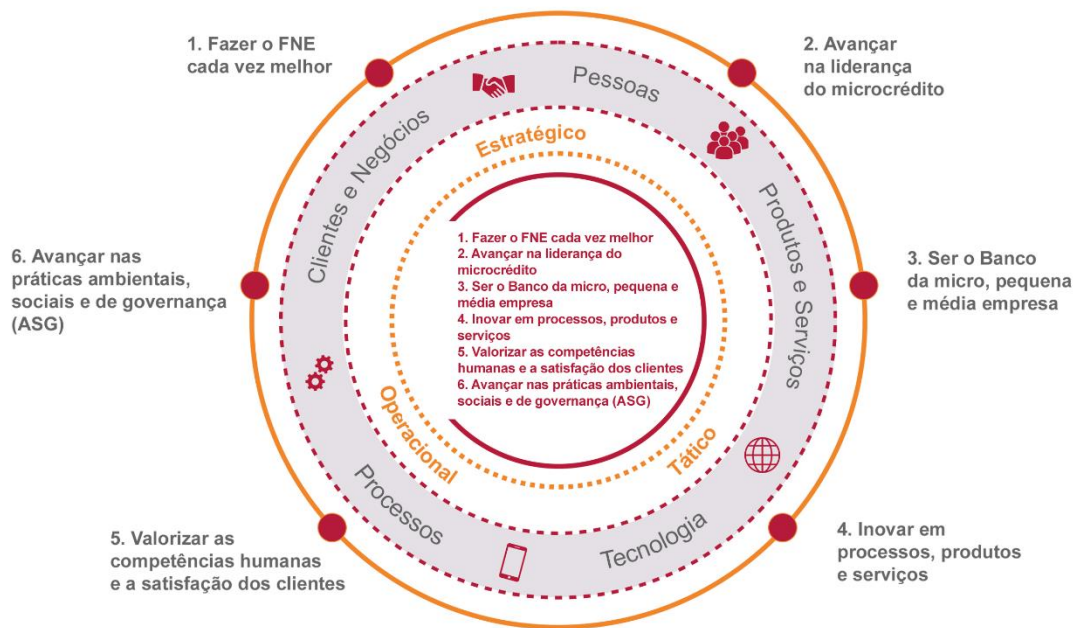 1. Fazer o FNE
cada vez melhor
2. Avançar
na liderança
do microcrédito
3. Ser o Banco
da micro, pequena
e média empresa
4. Inovar em
processos, produtos
e serviços
5. Valorizar as
competências humanas
e a satisfação dos clientes
6. Avançar nas
práticas ambientais,
sociais e de governança
(ASG)
Pessoas
Produtos e Serviços
Tecnologia
Processos
Clientes e Negócios
Estratégico
Tático
Operacional
1. Fazer o FNE cada vez melhor
2. Avançar na liderança do
microcrédito
3. Ser o Banco da micro, pequena e
média empresa
4. Inovar em processos, produtos e
serviços
5. Valorizar as competências
humanas e a satisfação dos clientes
6. Avançar nas práticas ambientais,
sociais e de governança (ASG)